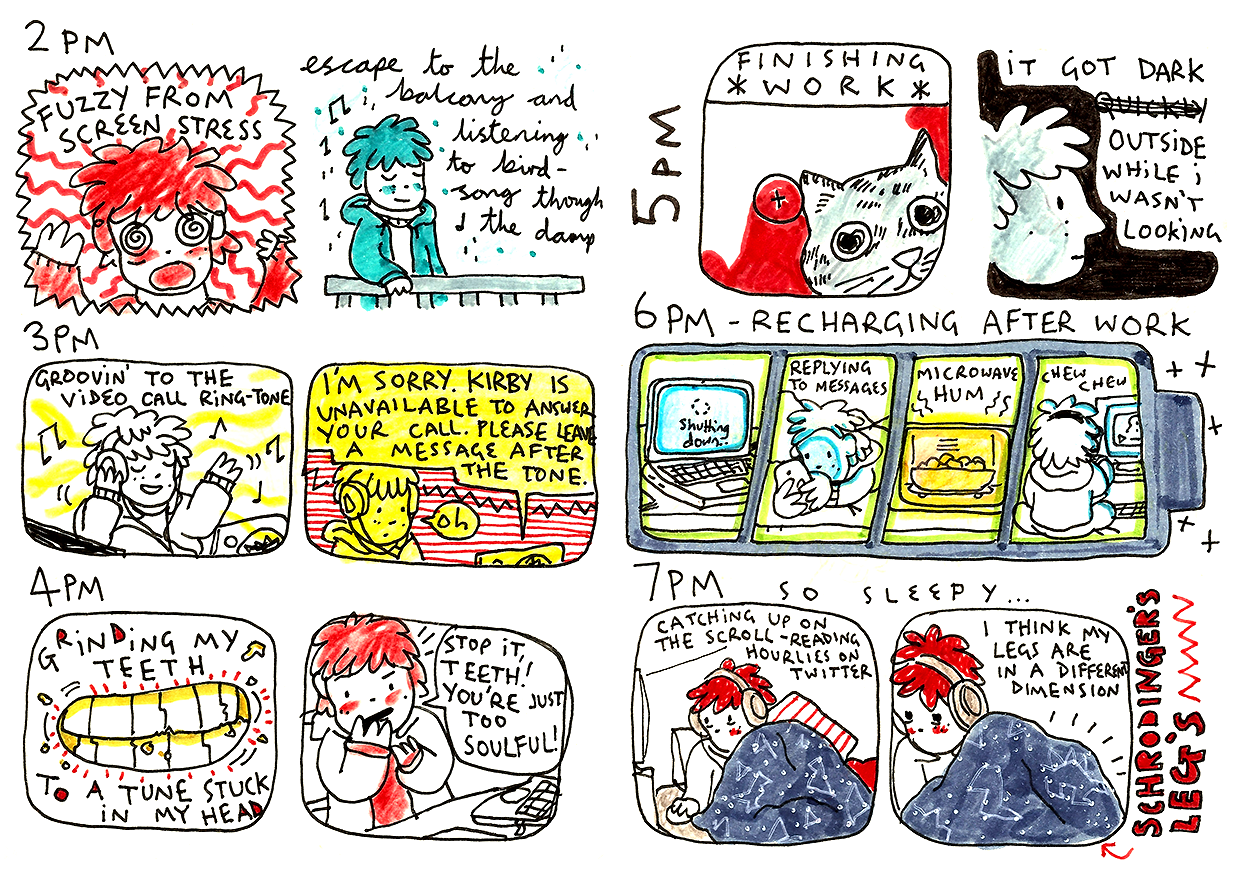 2PM
FUZZY FROM
SCREEN STRESS
escape to the
balcony and
listening
to bird-
song though
the damp
3PM
GROOVIN' TO THE
VIDEO CALL RING-TONE
I'M SORRY. KIRBY IS
UNAVAILABLE TO ANSWER
YOUR CALL. PLEASE LEAVE
A MESSAGE AFTER
THE TONE.
oh
4PM
GRINDING MY
TEETH
TO A TUNE STUCK
IN MY HEAD
STOP IT,
TEETH!
YOU'RE JUST
TOO
SOULFUL!
5PM
FINISHING
*WORK*
IT GOT DARK
QUICKLY
OUTSIDE
WHILE i
WASN'T
LOOKING
6PM - RECHARGING AFTER WORK
Shutting
down..
REPLYING
TO MESSAGES
MICROWAVE
HUM
CHEW
CHEW
7PM
SO SLEEPY...
CATCHING UP ON
THE SCROLL-READING
HOURLIES ON
TWITTER
I THINK MY
LEGS ARE
IN A DIFFERENT
DIMENSION
SCHRODINGER'S
LEG'S